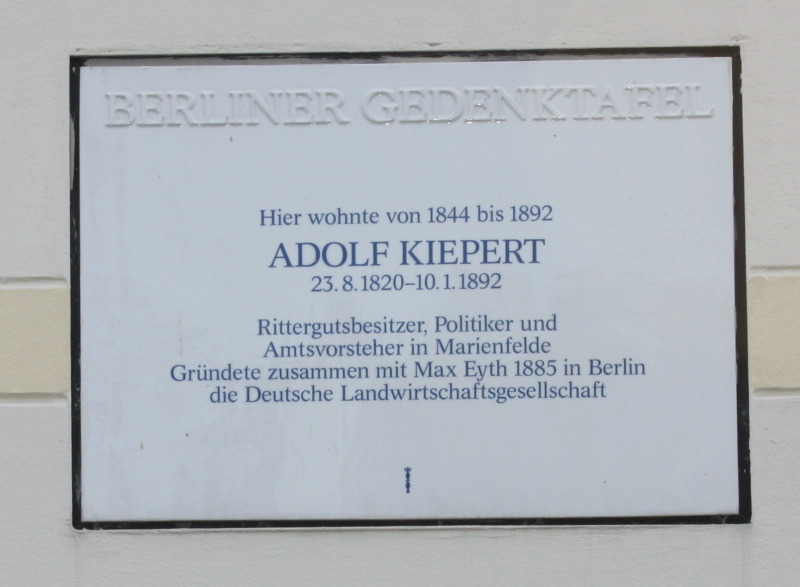 BERLINER GEDENKTAFEL
Hier wohnte von 1844 bis 1892
ADOLF KIEPERT
23.8.1820–10.1.1892
Rittergutsbesitzer, Politiker und
Amtsvorsteher in Marienfelde
Gründete zusammen mit Max Eyth 1885 in Berlin
die Deutsche Landwirtschaftsgesellschaft